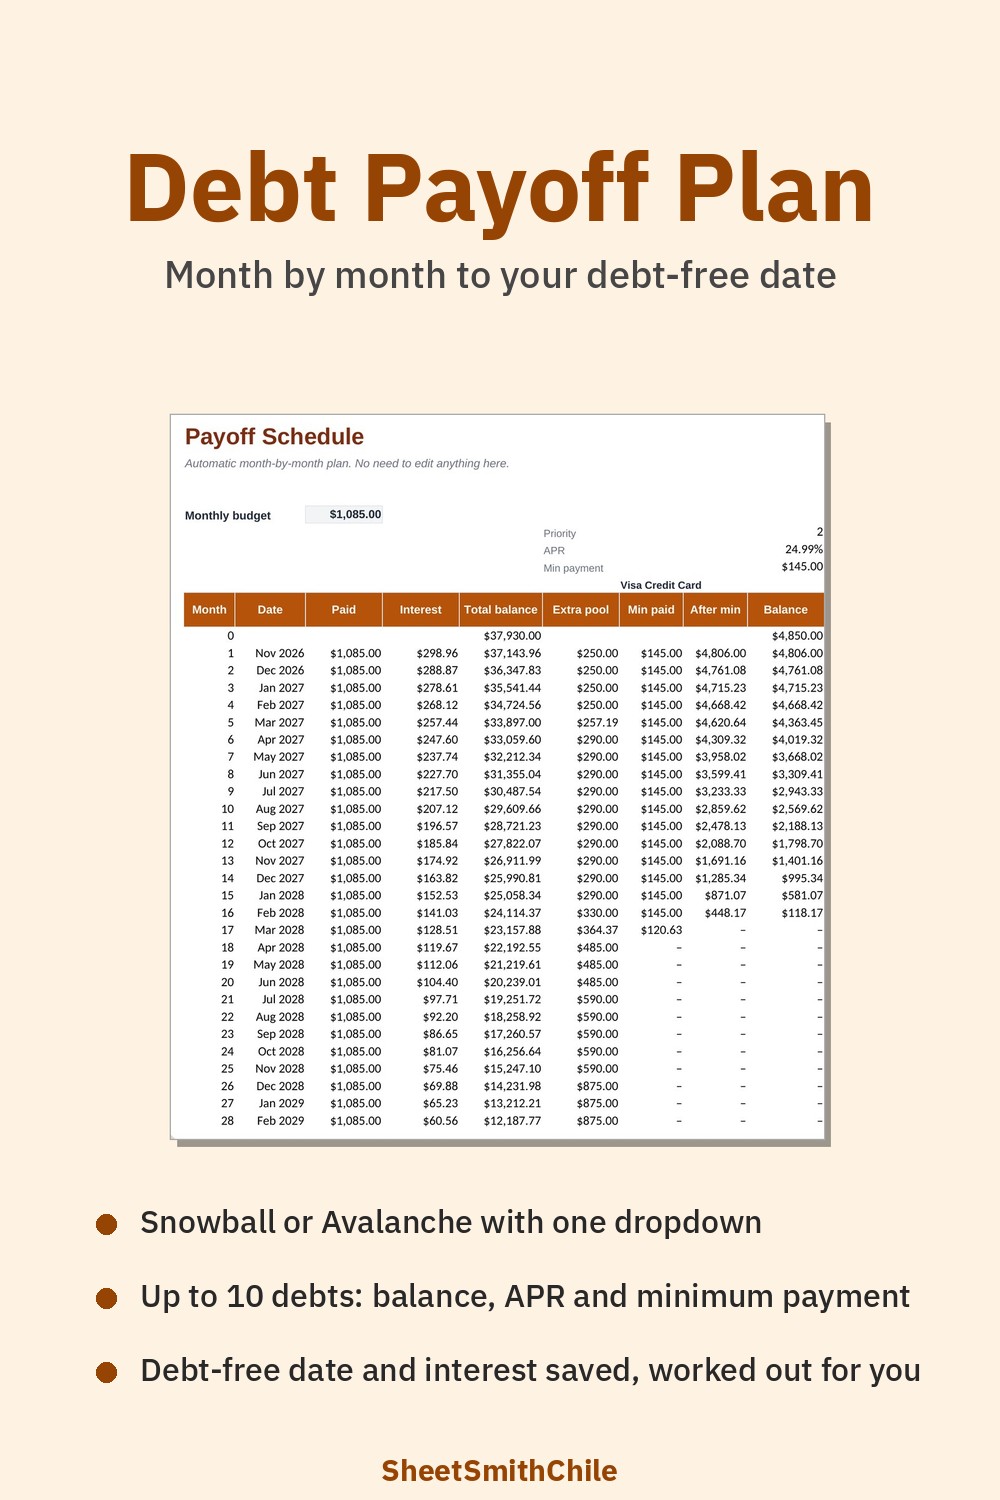 Debt Payoff Plan
Month by month to your debt-free date
Payoff Schedule
Automatic month-by-month plan. No need to edit anything here.
Monthly budget $1,085.00
Priority 2
APR 24.99%
Min payment $145.00
Visa Credit Card
Month Date Paid Interest Total balance Extra pool Min paid After min Balance
0 $37,930.00 $4,850.00
1 Nov 2026 $1,085.00 $298.96 $37,143.96 $250.00 $145.00 $4,806.00 $4,806.00
2 Dec 2026 $1,085.00 $288.87 $36,347.83 $250.00 $145.00 $4,761.08 $4,761.08
3 Jan 2027 $1,085.00 $278.61 $35,541.44 $250.00 $145.00 $4,715.23 $4,715.23
4 Feb 2027 $1,085.00 $268.12 $34,724.56 $250.00 $145.00 $4,668.42 $4,668.42
5 Mar 2027 $1,085.00 $257.44 $33,897.00 $257.19 $145.00 $4,620.64 $4,363.45
6 Apr 2027 $1,085.00 $247.60 $33,059.60 $290.00 $145.00 $4,309.32 $4,019.32
7 May 2027 $1,085.00 $237.74 $32,212.34 $290.00 $145.00 $3,958.02 $3,668.02
8 Jun 2027 $1,085.00 $227.70 $31,355.04 $290.00 $145.00 $3,599.41 $3,309.41
9 Jul 2027 $1,085.00 $217.50 $30,487.54 $290.00 $145.00 $3,233.33 $2,943.33
10 Aug 2027 $1,085.00 $207.12 $29,609.66 $290.00 $145.00 $2,859.62 $2,569.62
11 Sep 2027 $1,085.00 $196.57 $28,721.23 $290.00 $145.00 $2,478.13 $2,188.13
12 Oct 2027 $1,085.00 $185.84 $27,822.07 $290.00 $145.00 $2,088.70 $1,798.70
13 Nov 2027 $1,085.00 $174.92 $26,911.99 $290.00 $145.00 $1,691.16 $1,401.16
14 Dec 2027 $1,085.00 $163.82 $25,990.81 $290.00 $145.00 $1,285.34 $995.34
15 Jan 2028 $1,085.00 $152.53 $25,058.34 $290.00 $145.00 $871.07 $581.07
16 Feb 2028 $1,085.00 $141.03 $24,114.37 $330.00 $145.00 $448.17 $118.17
17 Mar 2028 $1,085.00 $128.51 $23,157.88 $364.37 $120.63 – –
18 Apr 2028 $1,085.00 $119.67 $22,192.55 $485.00 – – –
19 May 2028 $1,085.00 $112.06 $21,219.61 $485.00 – – –
20 Jun 2028 $1,085.00 $104.40 $20,239.01 $485.00 – – –
21 Jul 2028 $1,085.00 $97.71 $19,251.72 $590.00 – – –
22 Aug 2028 $1,085.00 $92.20 $18,258.92 $590.00 – – –
23 Sep 2028 $1,085.00 $86.65 $17,260.57 $590.00 – – –
24 Oct 2028 $1,085.00 $81.07 $16,256.64 $590.00 – – –
25 Nov 2028 $1,085.00 $75.46 $15,247.10 $590.00 – – –
26 Dec 2028 $1,085.00 $69.88 $14,231.98 $875.00 – – –
27 Jan 2029 $1,085.00 $65.23 $13,212.21 $875.00 – – –
28 Feb 2029 $1,085.00 $60.56 $12,187.77 $875.00 – – –
Snowball or Avalanche with one dropdown
Up to 10 debts: balance, APR and minimum payment
Debt-free date and interest saved, worked out for you
SheetSmithChile